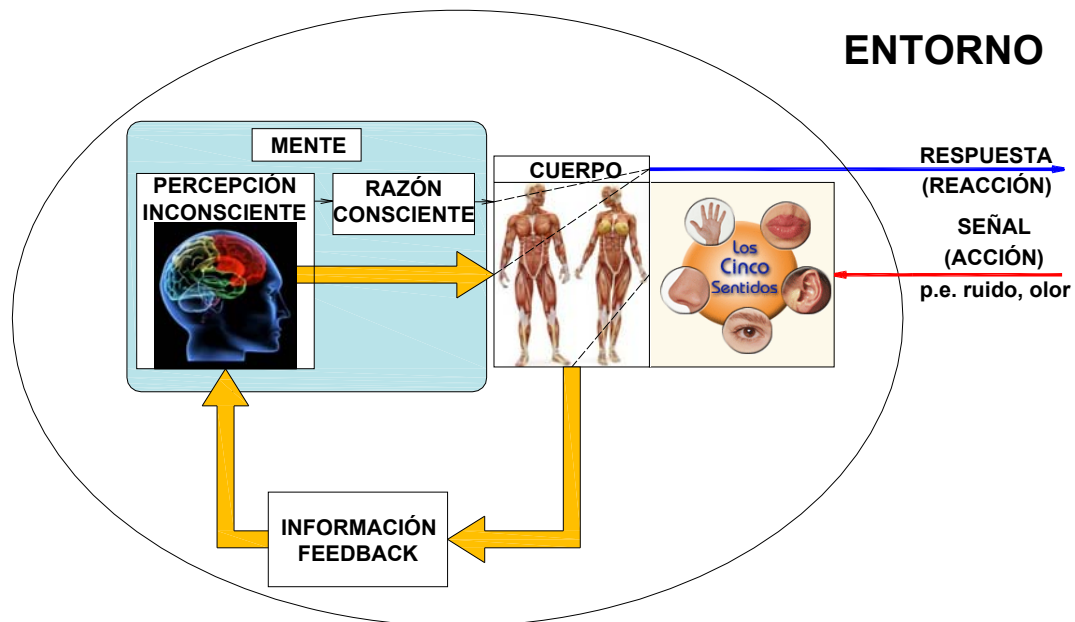 ENTORNO
MENTE
PERCEPCIÓN
INCONSCIENTE
RAZÓN
CONSCIENTE
CUERPO
Los
Cinco
Sentidos
RESPUESTA
(REACCIÓN)
SEÑAL
(ACCIÓN)
p.e. ruido, olor
INFORMACIÓN
FEEDBACK